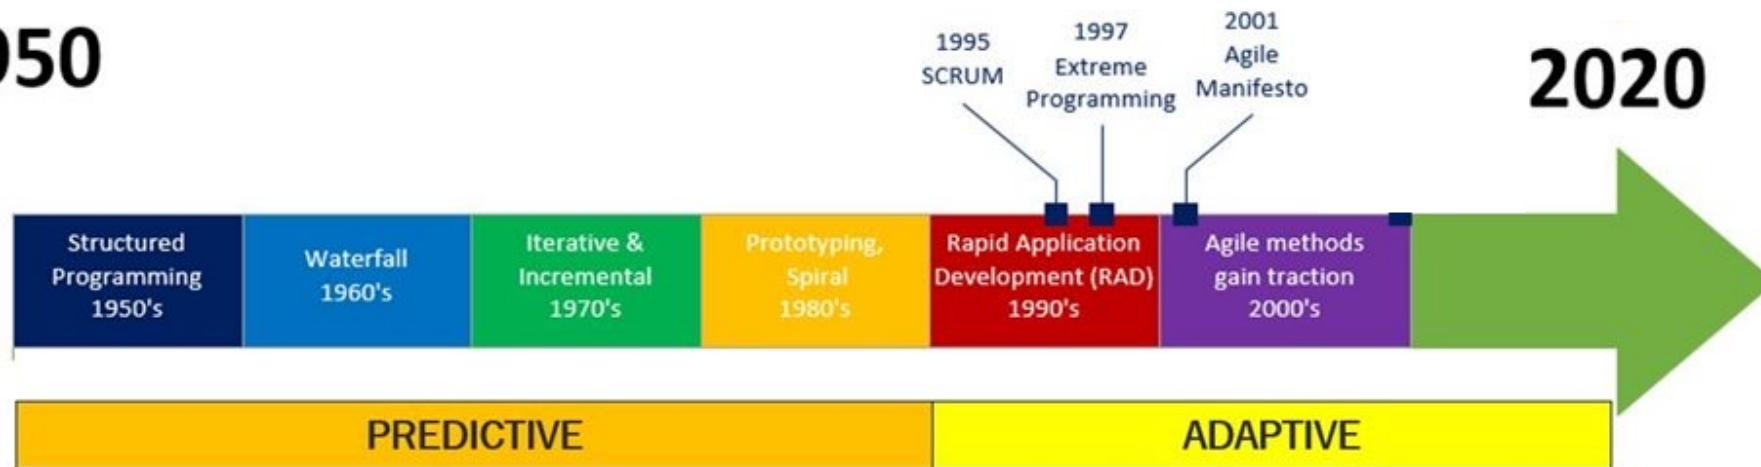 950
1995
SCRUM
1997
Extreme
Programming
2001
Agile
Manifesto
2020
Structured
Programming
1950's
Waterfall
1960's
Iterative &
Incremental
1970's
Prototyping,
Spiral
1980's
Rapid Application
Development (RAD)
1990's
Agile methods
gain traction
2000's
PREDICTIVE
ADAPTIVE